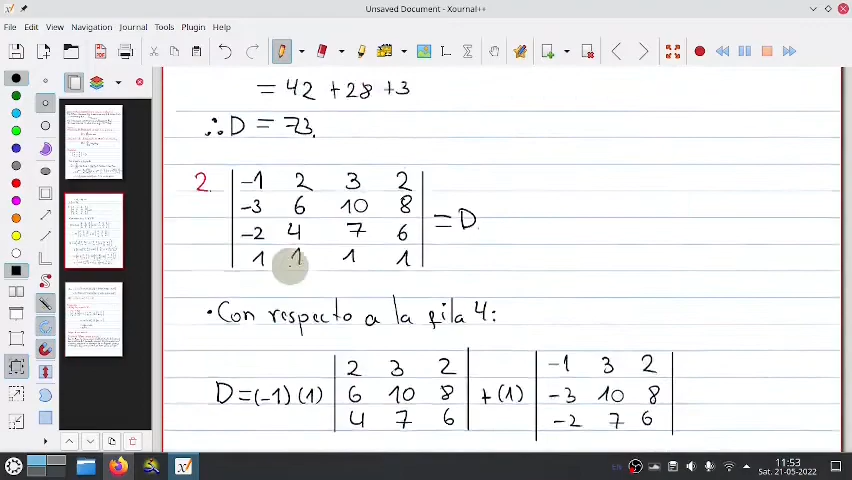 Unsaved Document - Xournal++
File Edit View Navigation Journal Tools Plugin Help
= 42 + 28 + 3
∴ D = 73.
2. | -1 2 3 2 |
| -3 6 10 8 | = D.
| -2 4 7 6 |
| 1 1 1 1 |
• Con respecto a la fila 4:
| 2 3 2 | | -1 3 2 |
D = (-1)(1) | 6 10 8 | + (1) | -3 10 8 |
| 4 7 6 | | -2 7 6 |
EN
11:53
Sat. 21-05-2022